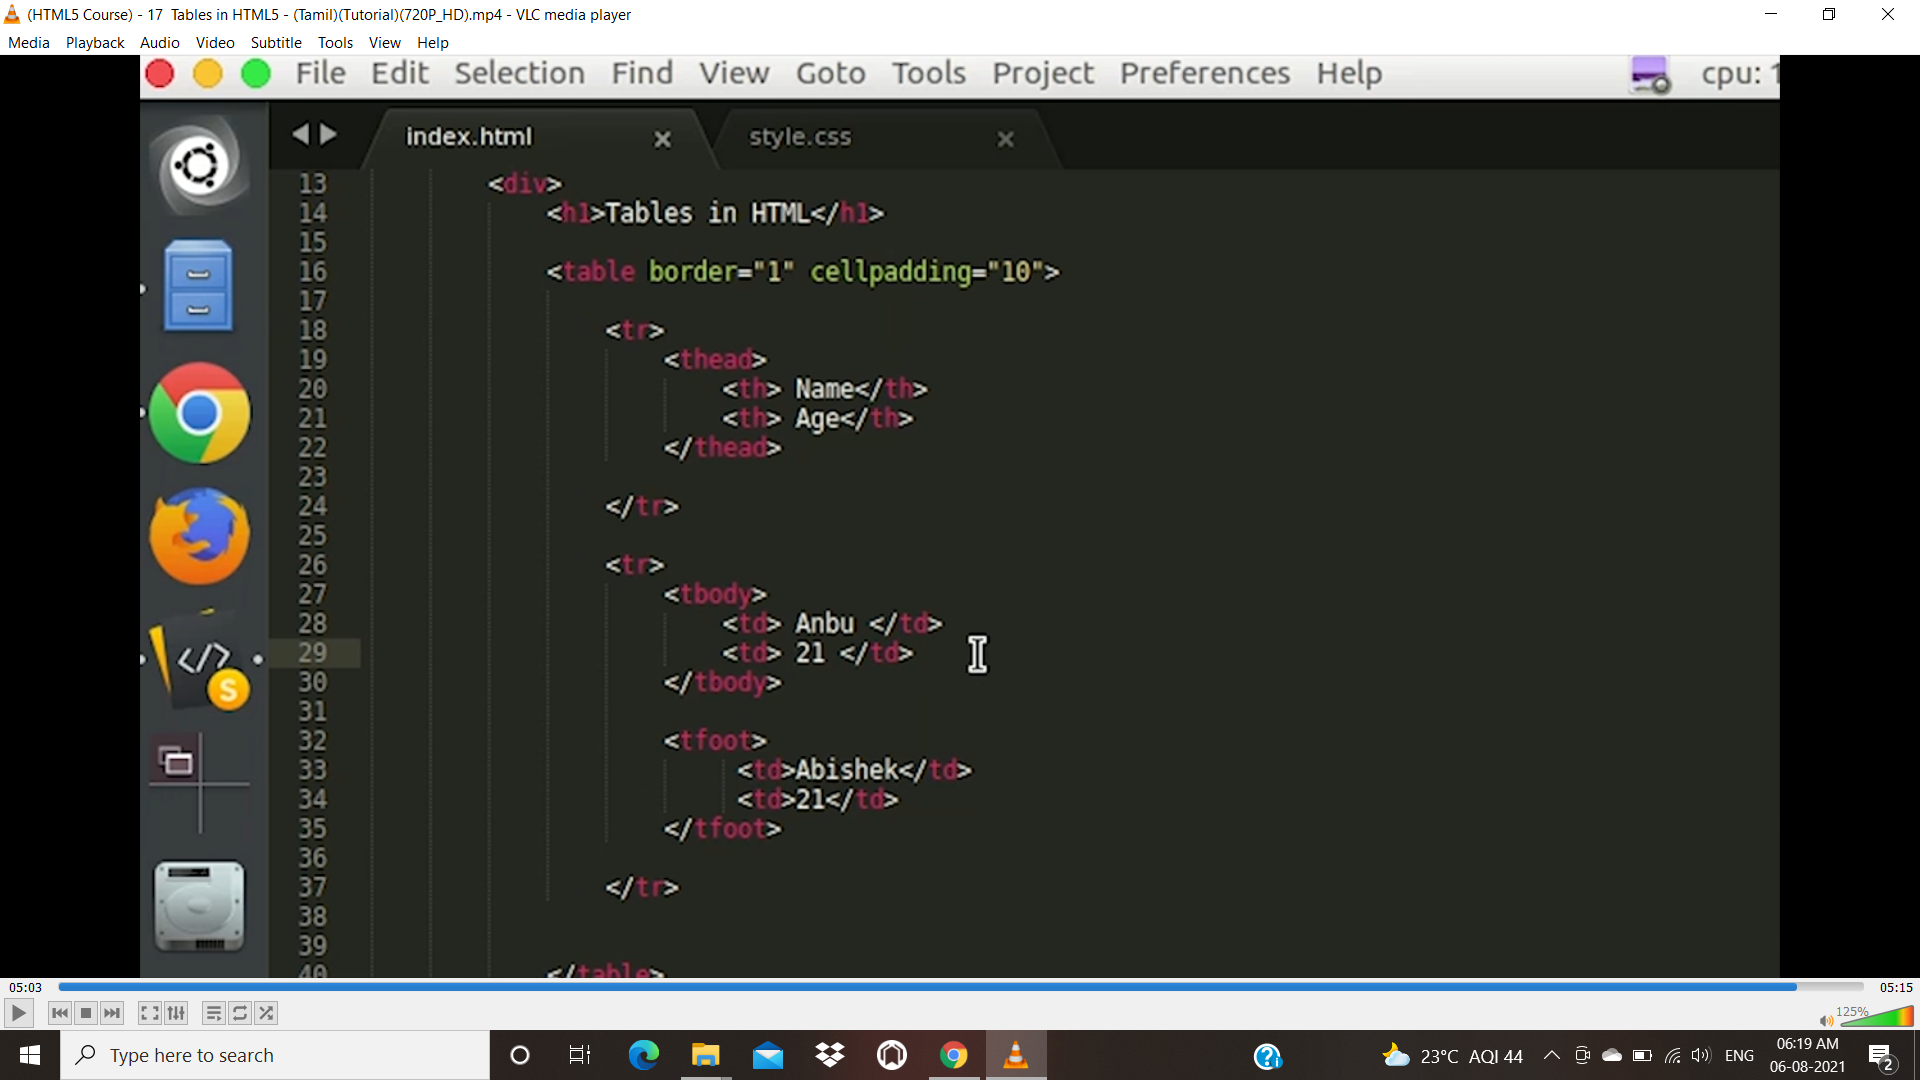 (HTML5 Course) - 17  Tables in HTML5 - (Tamil)(Tutorial)(720P_HD).mp4 - VLC media player
Media Playback Audio Video Subtitle Tools View Help
File Edit Selection Find View Goto Tools Project Preferences Help cpu: 1
index.html × style.css ×
13 <div>
14 <h1>Tables in HTML</h1>
15
16 <table border="1" cellpadding="10">
17
18 <tr>
19 <thead>
20 <th> Name</th>
21 <th> Age</th>
22 </thead>
23
24 </tr>
25
26 <tr>
27 <tbody>
28 <td> Anbu </td>
29 <td> 21 </td>
30 </tbody>
31
32 <tfoot>
33 <td>Abishek</td>
34 <td>21</td>
35 </tfoot>
36
37 </tr>
38
39
40 </table>
05:03 05:15
125%
Type here to search
23°C AQI 44 ENG 06:19 AM
06-08-2021 2